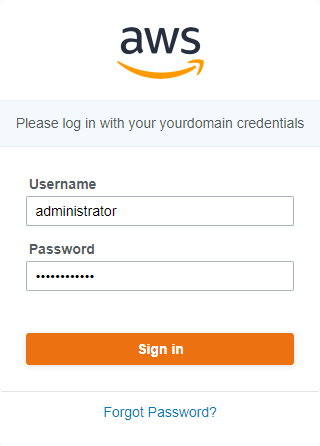 aws
Please log in with your yourdomain credentials
Username
administrator
Password
••••••••••••
Sign in
Forgot Password?